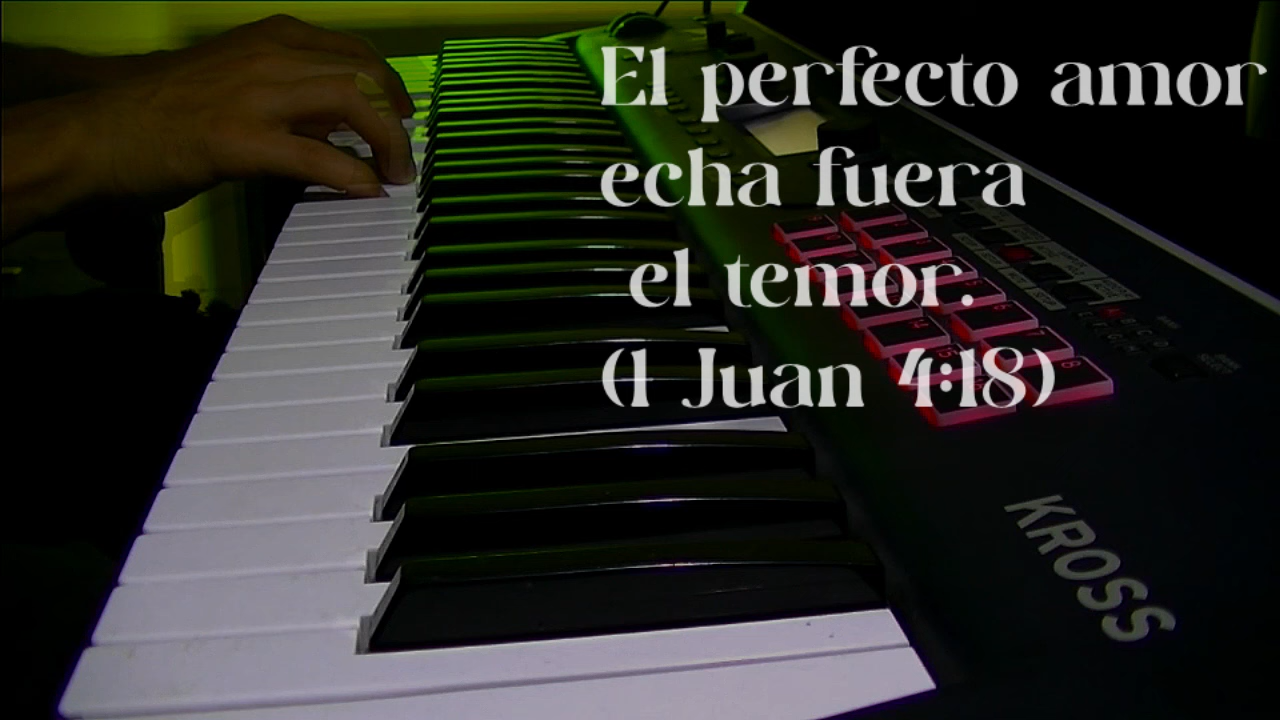 El perfecto amor
echa fuera
el temor.
(1 Juan 4:18)
KROSS